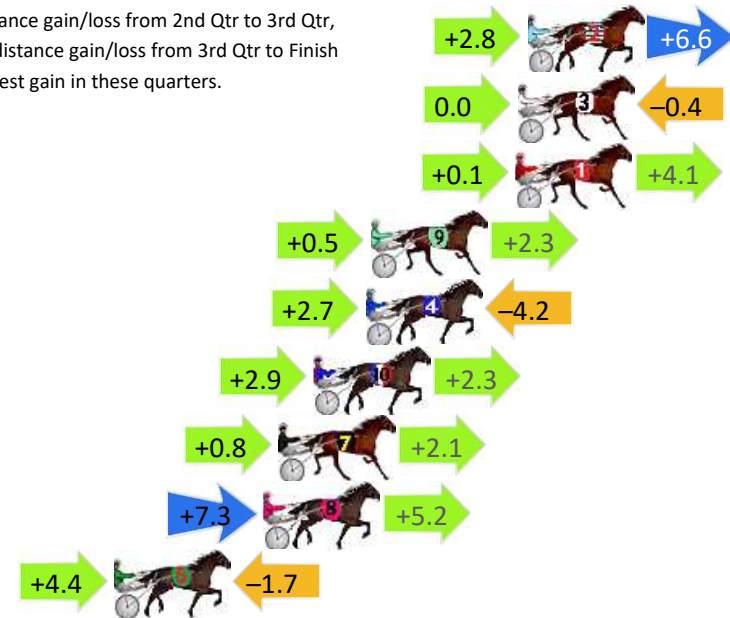 ance gain/loss from 2nd Qtr to 3rd Qtr,
distance gain/loss from 3rd Qtr to Finish
est gain in these quarters.
+2.8 2 +6.6
0.0 3 –0.4
+0.1 1 +4.1
+0.5 9 +2.3
+2.7 4 –4.2
+2.9 10 +2.3
+0.8 7 +2.1
+7.3 8 +5.2
+4.4 –1.7